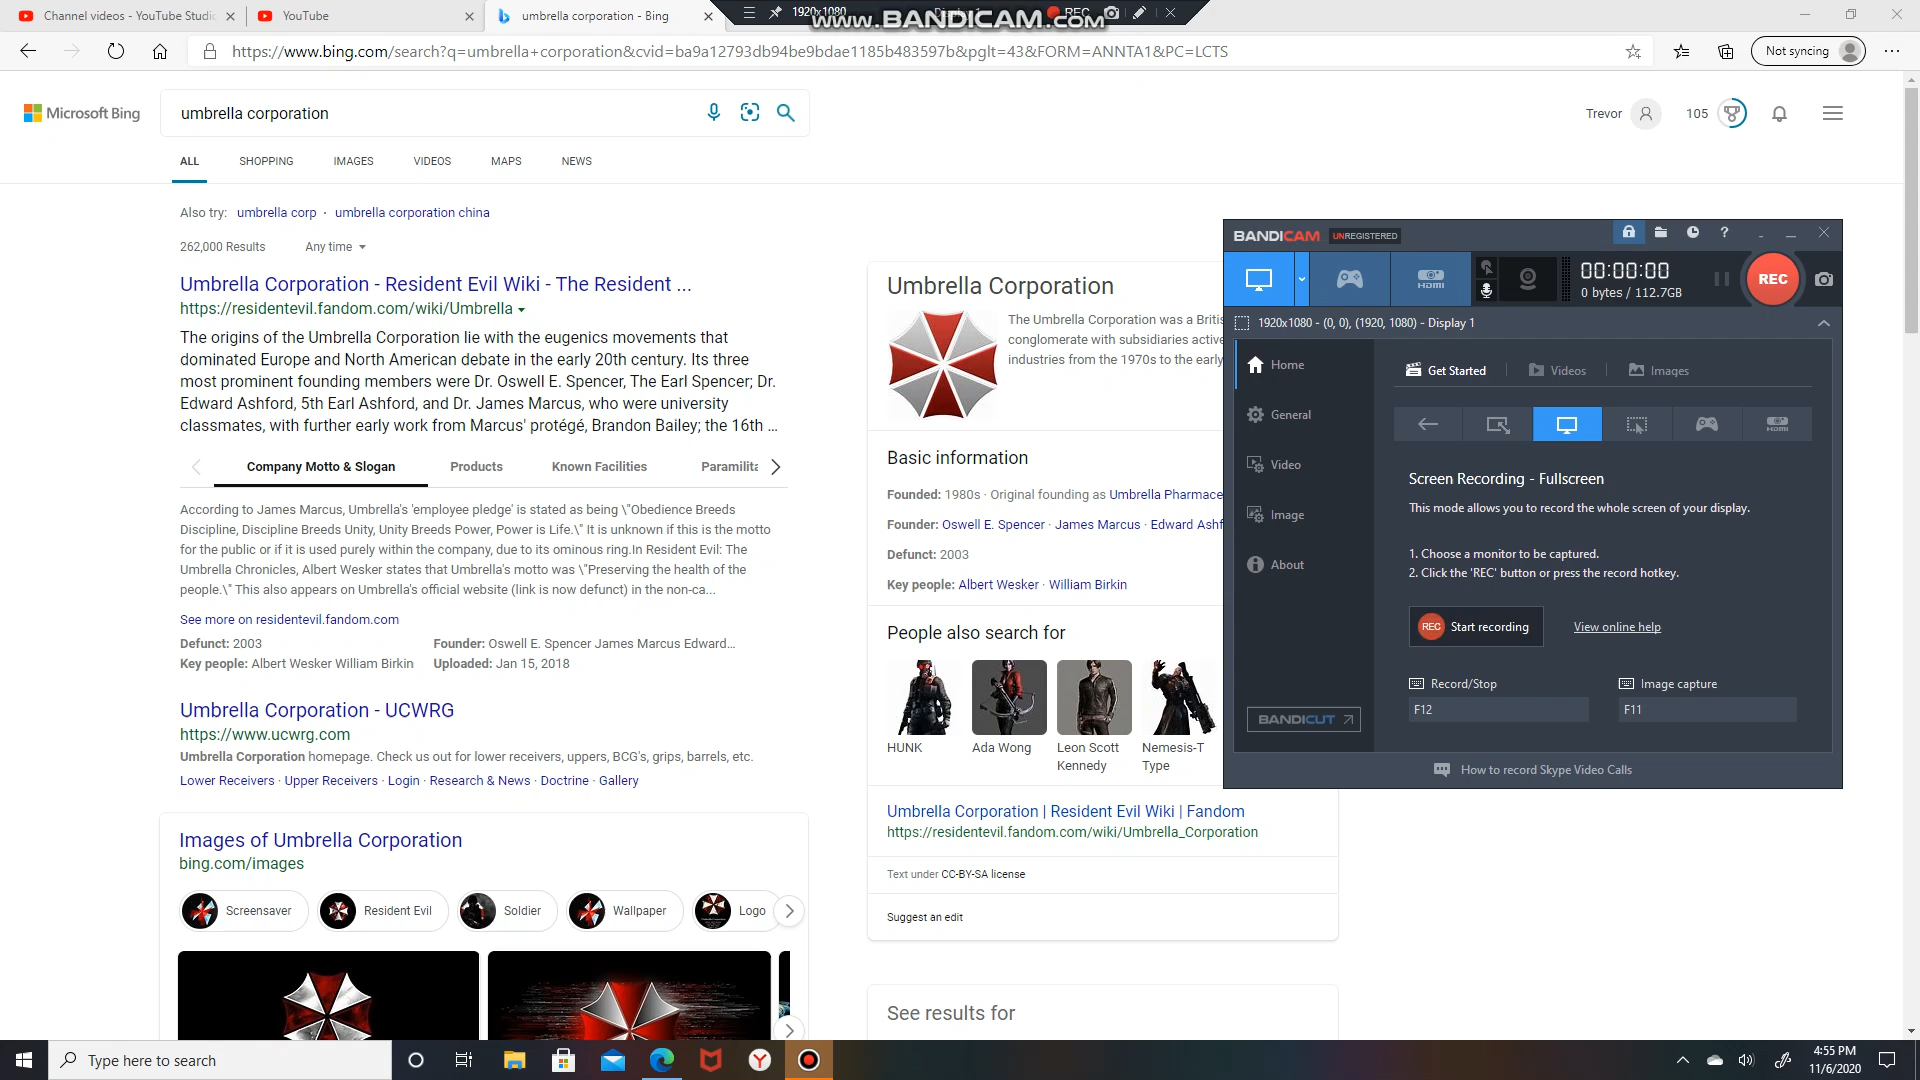 Channel videos - YouTube Studi
YouTube
umbrella corporation - Bing
1920x1080
REC
www.BANDICAM.com
https://www.bing.com/search?q=umbrella+corporation&cvid=ba9a12793db94be9bdae1185b483597b&pglt=43&FORM=ANNTA1&PC=LCTS
Not syncing
Microsoft Bing
umbrella corporation
Trevor
105
ALL
SHOPPING
IMAGES
VIDEOS
MAPS
NEWS
Also try: umbrella corp · umbrella corporation china
262,000 Results
Any time
Umbrella Corporation - Resident Evil Wiki - The Resident ...
https://residentevil.fandom.com/wiki/Umbrella
The origins of the Umbrella Corporation lie with the eugenics movements that
dominated Europe and North American debate in the early 20th century. Its three
most prominent founding members were Dr. Oswell E. Spencer, The Earl Spencer; Dr.
Edward Ashford, 5th Earl Ashford, and Dr. James Marcus, who were university
classmates, with further early work from Marcus' protégé, Brandon Bailey; the 16th ...
Company Motto & Slogan
Products
Known Facilities
Paramilita
According to James Marcus, Umbrella's 'employee pledge' is stated as being \"Obedience Breeds
Discipline, Discipline Breeds Unity, Unity Breeds Power, Power is Life.\" It is unknown if this is the motto
for the public or if it is used purely within the company, due to its ominous ring.In Resident Evil: The
Umbrella Chronicles, Albert Wesker states that Umbrella's motto was \"Preserving the health of the
people.\" This also appears on Umbrella's official website (link is now defunct) in the non-ca...
See more on residentevil.fandom.com
Defunct: 2003
Founder: Oswell E. Spencer James Marcus Edward...
Key people: Albert Wesker William Birkin
Uploaded: Jan 15, 2018
Umbrella Corporation - UCWRG
https://www.ucwrg.com
Umbrella Corporation homepage. Check us out for lower receivers, uppers, BCG's, grips, barrels, etc.
Lower Receivers · Upper Receivers · Login · Research & News · Doctrine · Gallery
Images of Umbrella Corporation
bing.com/images
Screensaver
Resident Evil
Soldier
Wallpaper
Logo
Umbrella Corporation
The Umbrella Corporation was a Britis
conglomerate with subsidiaries active
industries from the 1970s to the early
Basic information
Founded: 1980s · Original founding as Umbrella Pharmace
Founder: Oswell E. Spencer · James Marcus · Edward Ashf
Defunct: 2003
Key people: Albert Wesker · William Birkin
People also search for
HUNK
Ada Wong
Leon Scott
Kennedy
Nemesis-T
Type
Umbrella Corporation | Resident Evil Wiki | Fandom
https://residentevil.fandom.com/wiki/Umbrella_Corporation
Text under CC-BY-SA license
Suggest an edit
See results for
BANDICAM UNREGISTERED
?
HDMI
00:00:00
0 bytes / 112.7GB
REC
1920x1080 - (0, 0), (1920, 1080) - Display 1
Home
General
Video
Image
About
BANDICUT
Get Started
Videos
Images
HDMI
Screen Recording - Fullscreen
This mode allows you to record the whole screen of your display.
1. Choose a monitor to be captured.
2. Click the 'REC' button or press the record hotkey.
REC Start recording
View online help
Record/Stop
Image capture
F12
F11
How to record Skype Video Calls
Type here to search
4:55 PM
11/6/2020